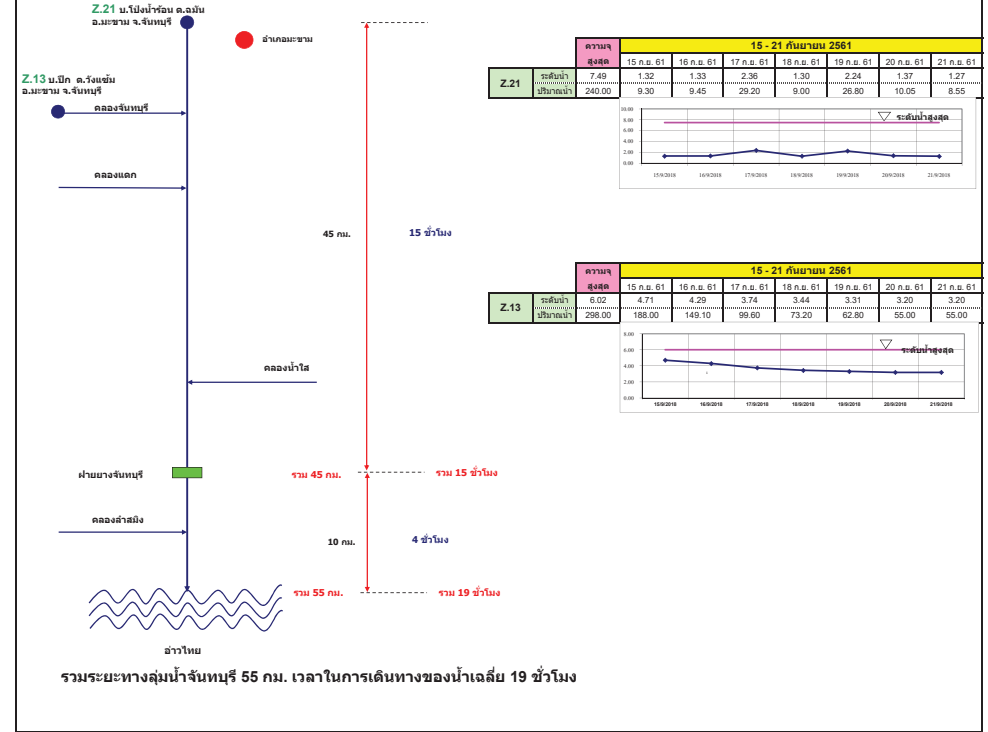 Z.21 บ.โป่งน้ำร้อน ต.ฉมัน
อ.มะขาม จ.จันทบุรี
อำเภอมะขาม
Z.13 บ.ปึก ต.วังแซ้ม
อ.มะขาม จ.จันทบุรี
คลองจันทบุรี
คลองแตก
45 กม. 15 ชั่วโมง
คลองน้ำใส
ฝายยางจันทบุรี
รวม 45 กม. รวม 15 ชั่วโมง
คลองลำสมิง
10 กม. 4 ชั่วโมง
รวม 55 กม. รวม 19 ชั่วโมง
อ่าวไทย
รวมระยะทางลุ่มน้ำจันทบุรี 55 กม. เวลาในการเดินทางของน้ำเฉลี่ย 19 ชั่วโมง
ความจุ 15 - 21 กันยายน 2561
สูงสุด 15 ก.ย. 61 16 ก.ย. 61 17 ก.ย. 61 18 ก.ย. 61 19 ก.ย. 61 20 ก.ย. 61 21 ก.ย. 61
Z.21
ระดับน้ำ 7.49 1.32 1.33 2.36 1.30 2.24 1.37 1.27
ปริมาณน้ำ 240.00 9.30 9.45 29.20 9.00 26.80 10.05 8.55
10.00
8.00
6.00
4.00
2.00
0.00
ระดับน้ำสูงสุด
15/9/2018 16/9/2018 17/9/2018 18/9/2018 19/9/2018 20/9/2018 21/9/2018
ความจุ 15 - 21 กันยายน 2561
สูงสุด 15 ก.ย. 61 16 ก.ย. 61 17 ก.ย. 61 18 ก.ย. 61 19 ก.ย. 61 20 ก.ย. 61 21 ก.ย. 61
Z.13
ระดับน้ำ 6.02 4.71 4.29 3.74 3.44 3.31 3.20 3.20
ปริมาณน้ำ 298.00 188.00 149.10 99.60 73.20 62.80 55.00 55.00
8.00
6.00
4.00
2.00
0.00
ระดับน้ำสูงสุด
15/9/2018 16/9/2018 17/9/2018 18/9/2018 19/9/2018 20/9/2018 21/9/2018